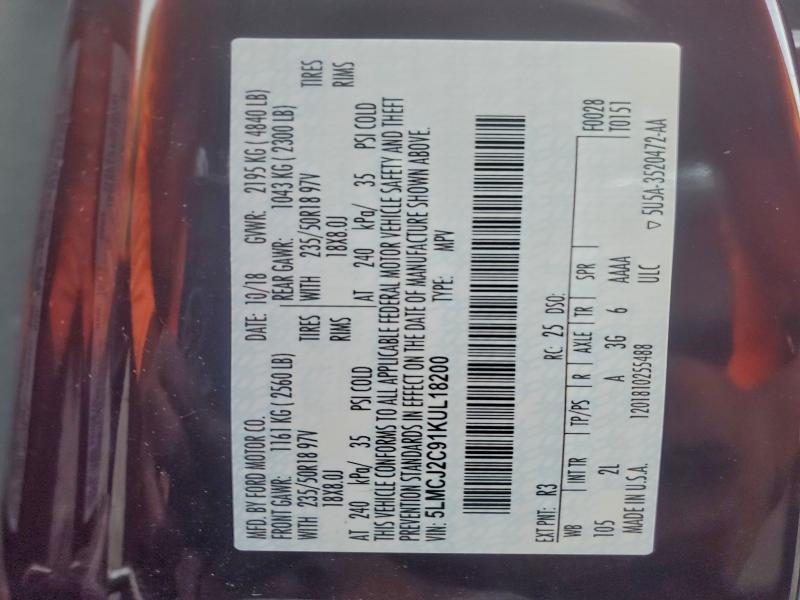 MFD. BY FORD MOTOR CO. DATE: 10/18 GVWR: 2195 KG ( 4840 LB)
FRONT GAWR: 1161 KG ( 2560 LB) REAR GAWR: 1043 KG ( 2300 LB)
WITH 235/50R18 97V TIRES WITH 235/50R18 97V TIRES
18X8.0J RIMS 18X8.0J RIMS
AT 240 kPa/ 35 PSI COLD AT 240 kPa/ 35 PSI COLD
THIS VEHICLE CONFORMS TO ALL APPLICABLE FEDERAL MOTOR VEHICLE SAFETY AND THEFT
PREVENTION STANDARDS IN EFFECT ON THE DATE OF MANUFACTURE SHOWN ABOVE.
VIN: 5LMCJ2C91KUL18200 TYPE: MPV
EXT PNT: R3 RC: 25 DSO: F0028
WB INT TR TP/PS R AXLE TR SPR T0151
105 2L A 3G 6 AAAA
MADE IN U.S.A. 1201810255488 ULC ▽ 5U5A-3520472-AA